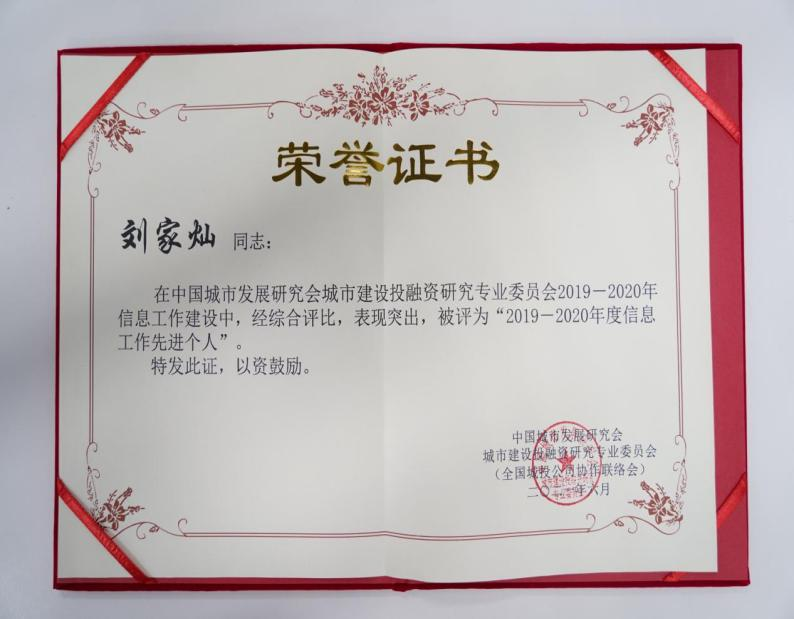 荣誉证书
刘家灿 同志：
在中国城市发展研究会城市建设投融资研究专业委员会2019－2020年
信息工作建设中，经综合评比，表现突出，被评为“2019－2020年度信息
工作先进个人”。
特发此证，以资鼓励。
中国城市发展研究会
城市建设投融资研究专业委员会
（全国城投公司协作联络会）
二〇 年六月